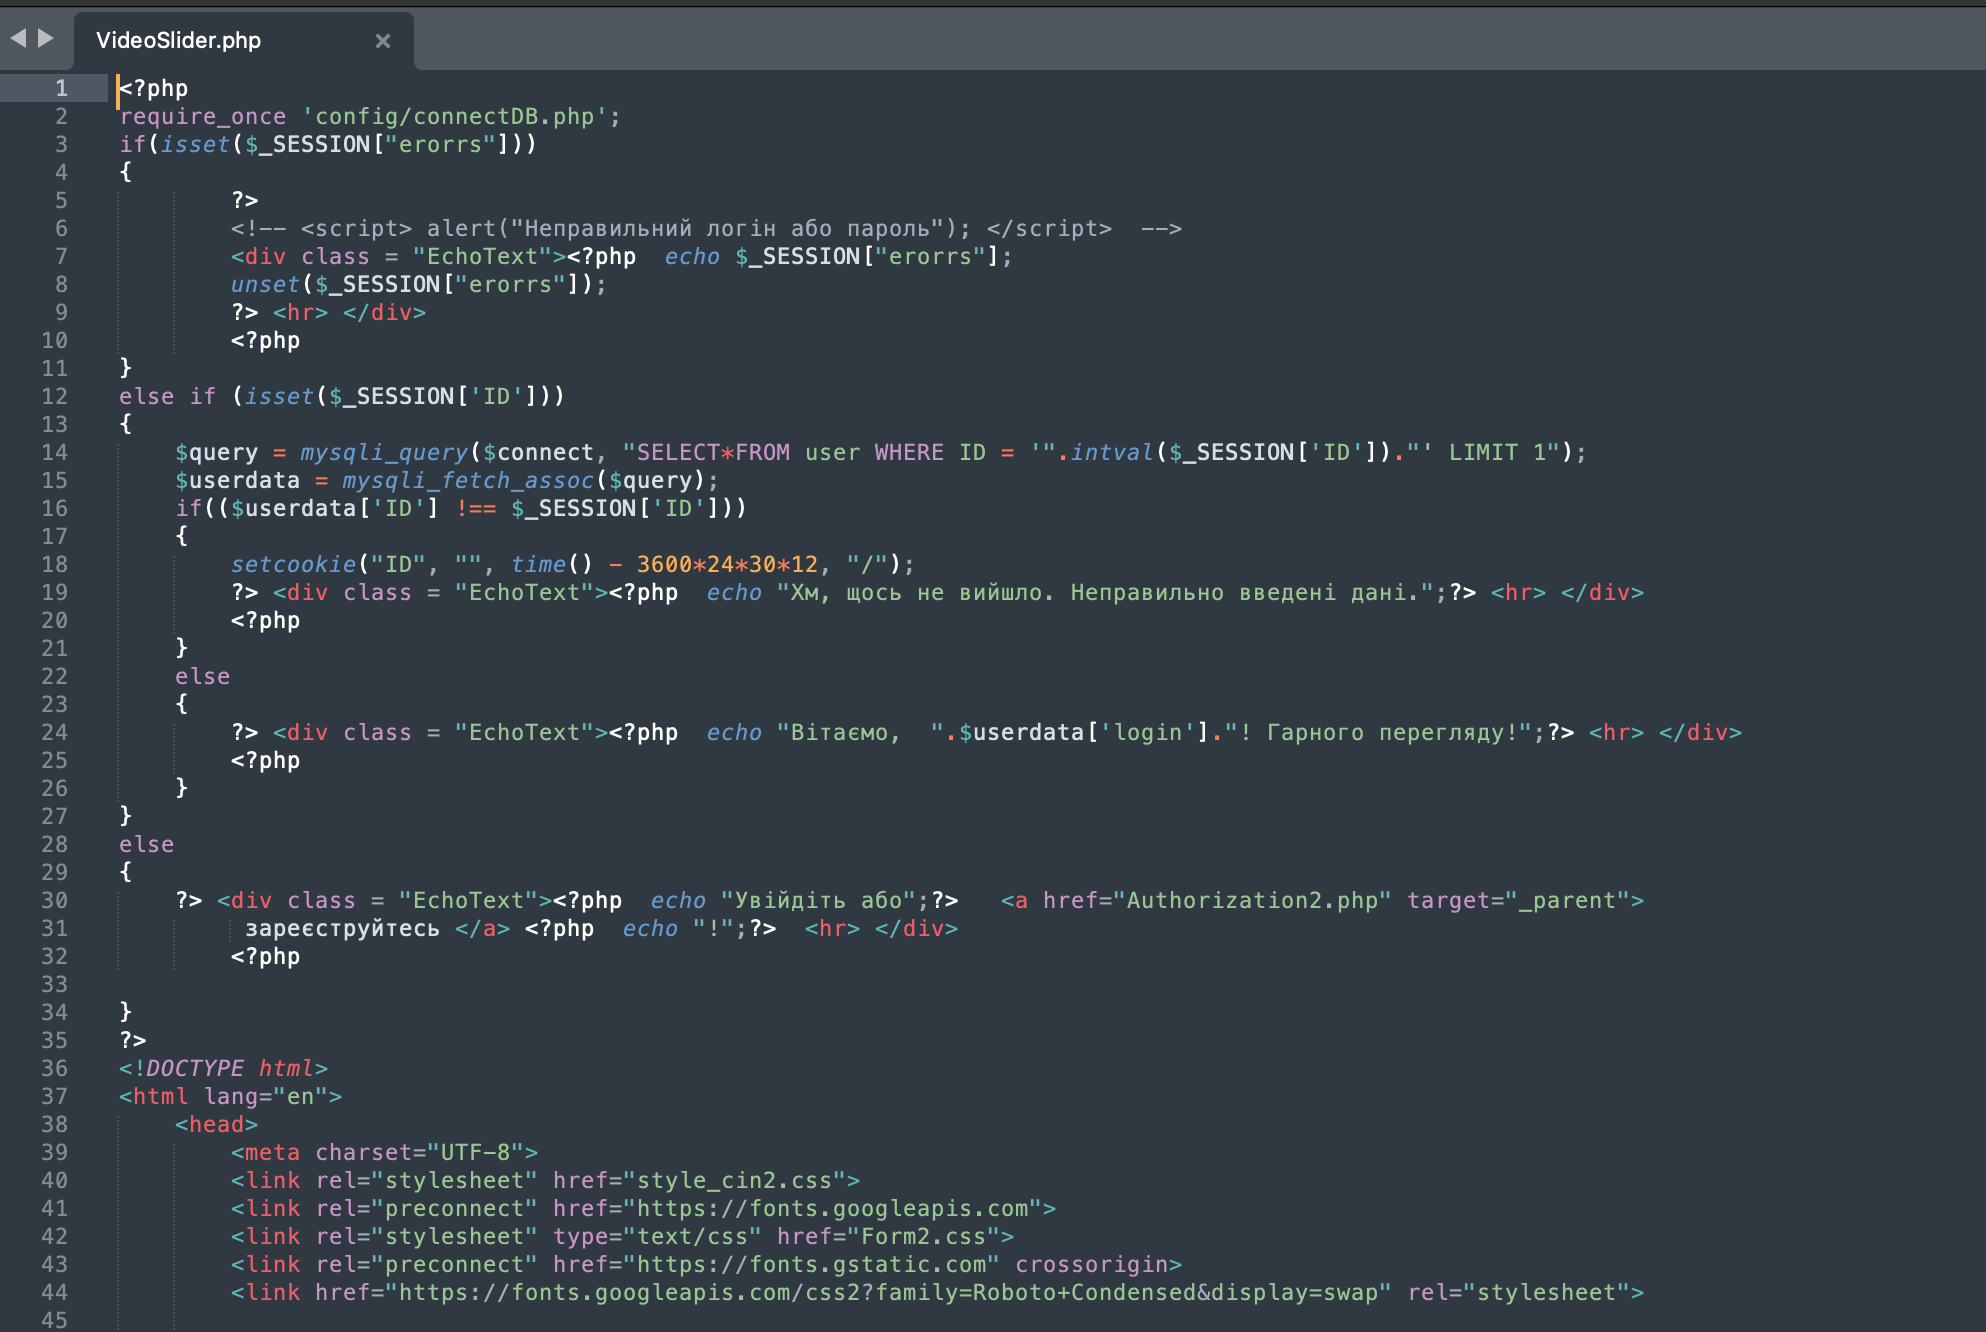 VideoSlider.php ×
1 <?php
2 require_once 'config/connectDB.php';
3 if(isset($_SESSION["erorrs"]))
4 {
5 ?>
6 <!-- <script> alert("Неправильний логін або пароль"); </script>  -->
7 <div class = "EchoText"><?php  echo $_SESSION["erorrs"];
8 unset($_SESSION["erorrs"]);
9 ?> <hr> </div>
10 <?php
11 }
12 else if (isset($_SESSION['ID']))
13 {
14 $query = mysqli_query($connect, "SELECT*FROM user WHERE ID = '".intval($_SESSION['ID'])."' LIMIT 1");
15 $userdata = mysqli_fetch_assoc($query);
16 if(($userdata['ID'] !== $_SESSION['ID']))
17 {
18 setcookie("ID", "", time() - 3600*24*30*12, "/");
19 ?> <div class = "EchoText"><?php  echo "Хм, щось не вийшло. Неправильно введені дані.";?> <hr> </div>
20 <?php
21 }
22 else
23 {
24 ?> <div class = "EchoText"><?php  echo "Вітаємо,  ".$userdata['login']."! Гарного перегляду!";?> <hr> </div>
25 <?php
26 }
27 }
28 else
29 {
30 ?> <div class = "EchoText"><?php  echo "Увійдіть або";?>   <a href="Authorization2.php" target="_parent">
31 зареєструйтесь </a> <?php  echo "!";?>  <hr> </div>
32 <?php
33
34 }
35 ?>
36 <!DOCTYPE html>
37 <html lang="en">
38 <head>
39 <meta charset="UTF-8">
40 <link rel="stylesheet" href="style_cin2.css">
41 <link rel="preconnect" href="https://fonts.googleapis.com">
42 <link rel="stylesheet" type="text/css" href="Form2.css">
43 <link rel="preconnect" href="https://fonts.gstatic.com" crossorigin>
44 <link href="https://fonts.googleapis.com/css2?family=Roboto+Condensed&display=swap" rel="stylesheet">
45